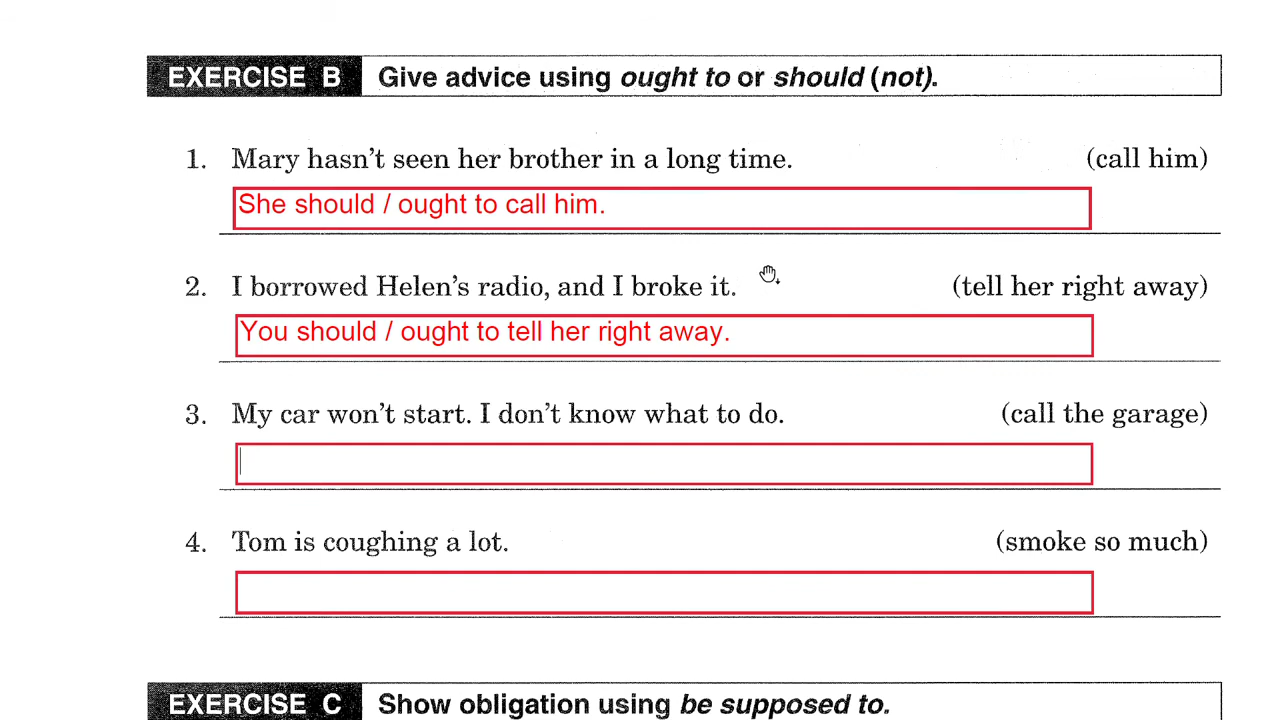 EXERCISE B Give advice using ought to or should (not).
1. Mary hasn't seen her brother in a long time. (call him)
She should / ought to call him.
2. I borrowed Helen's radio, and I broke it. (tell her right away)
You should / ought to tell her right away.
3. My car won't start. I don't know what to do. (call the garage)
4. Tom is coughing a lot. (smoke so much)
EXERCISE C Show obligation using be supposed to.